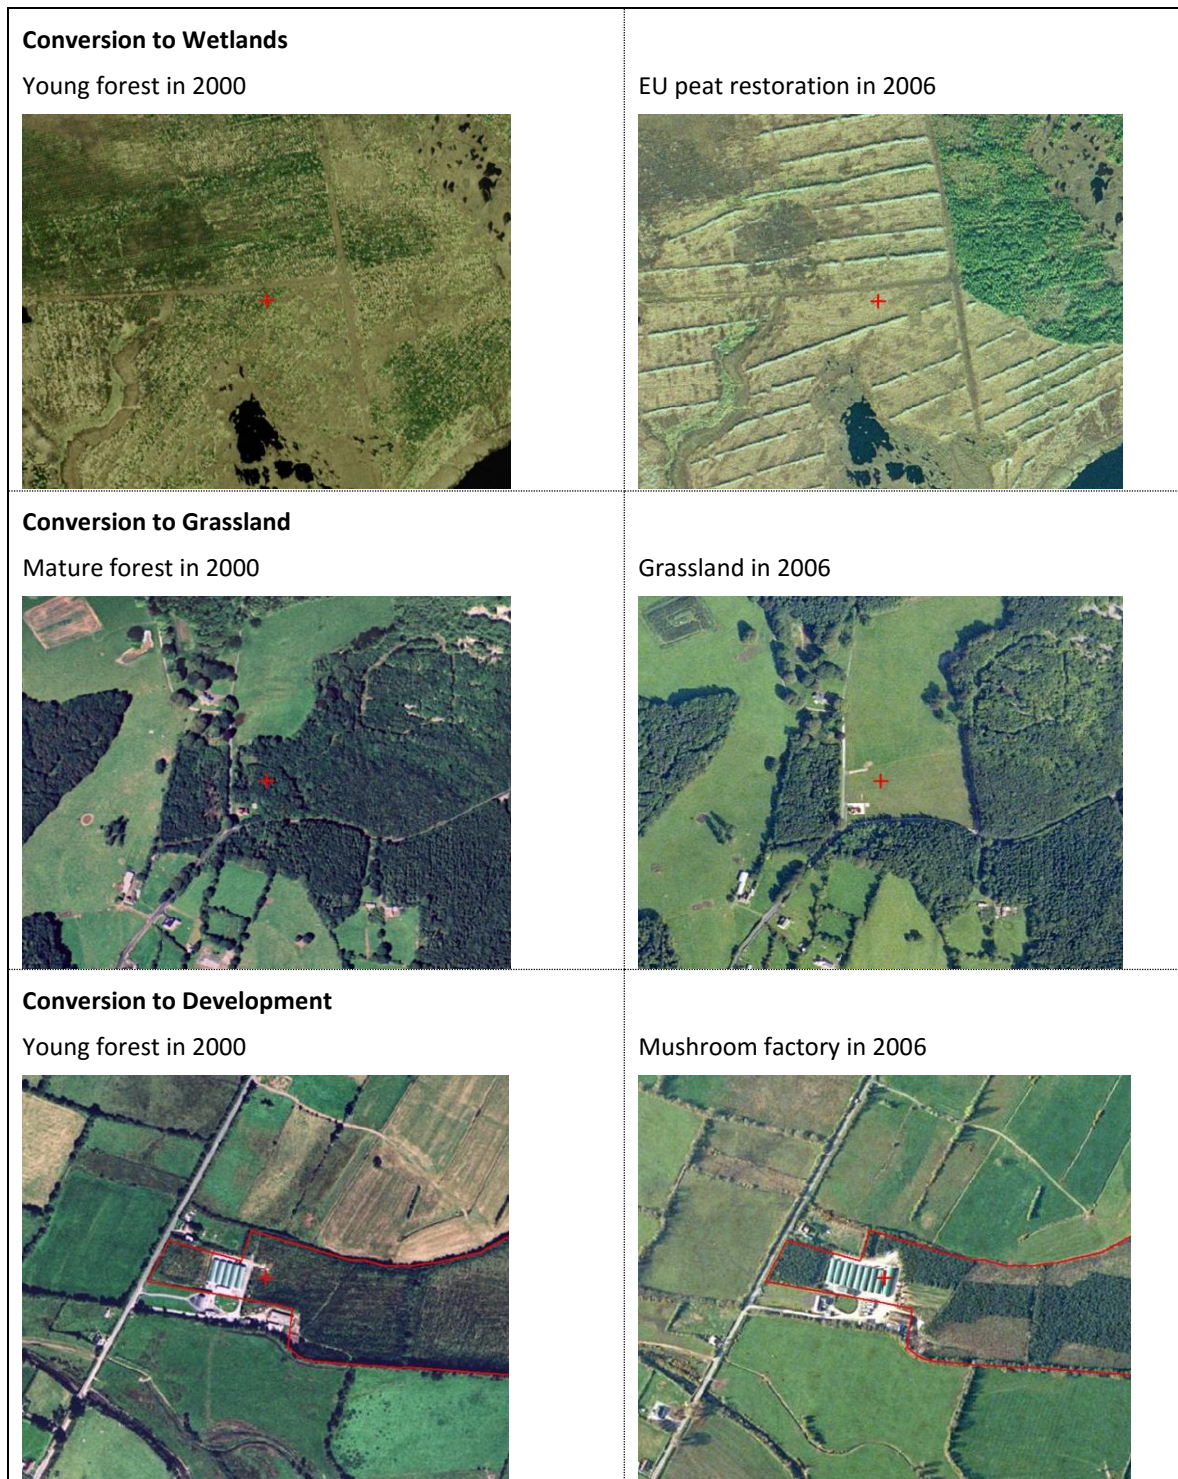 Conversion to Wetlands
Young forest in 2000
EU peat restoration in 2006
Conversion to Grassland
Mature forest in 2000
Grassland in 2006
Conversion to Development
Young forest in 2000
Mushroom factory in 2006